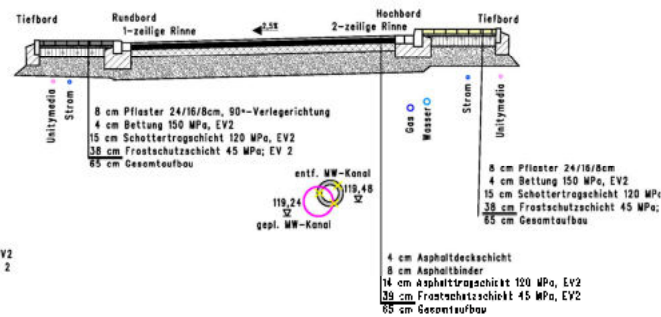 Tiefbord
Rundbord
1-zeilige Rinne
2,5%
Hochbord
2-zeilige Rinne
Tiefbord
Unitymedia
Strom
8 cm Pflaster 24/16/8cm, 90°-Verlegerichtung
4 cm Bettung 150 MPa, EV2
15 cm Schottertragschicht 120 MPa, EV2
38 cm Frostschutzschicht 45 MPa; EV 2
65 cm Gesamtaufbau
Gas
Wasser
Strom
Unitymedia
entf. MW-Kanal
119,48
119,24
gepl. MW-Kanal
8 cm Pflaster 24/16/8cm
4 cm Bettung 150 MPa, EV2
15 cm Schottertragschicht 120 MPa
38 cm Frostschutzschicht 45 MPa;
65 cm Gesamtaufbau
V2
2
4 cm Asphaltdeckschicht
8 cm Asphaltbinder
14 cm Asphalttragschicht 120 MPa, EV2
39 cm Frostschutzschicht 45 MPa, EV2
65 cm Gesamtaufbau